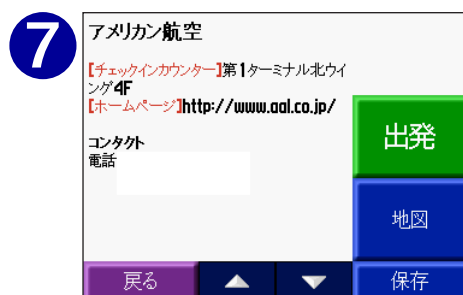 7
アメリカン航空
【チェックインカウンター】第1ターミナル北ウイ
ング4F
【ホームページ】http://www.aal.co.jp/
コンタクト
電話
出発
地図
戻る
保存